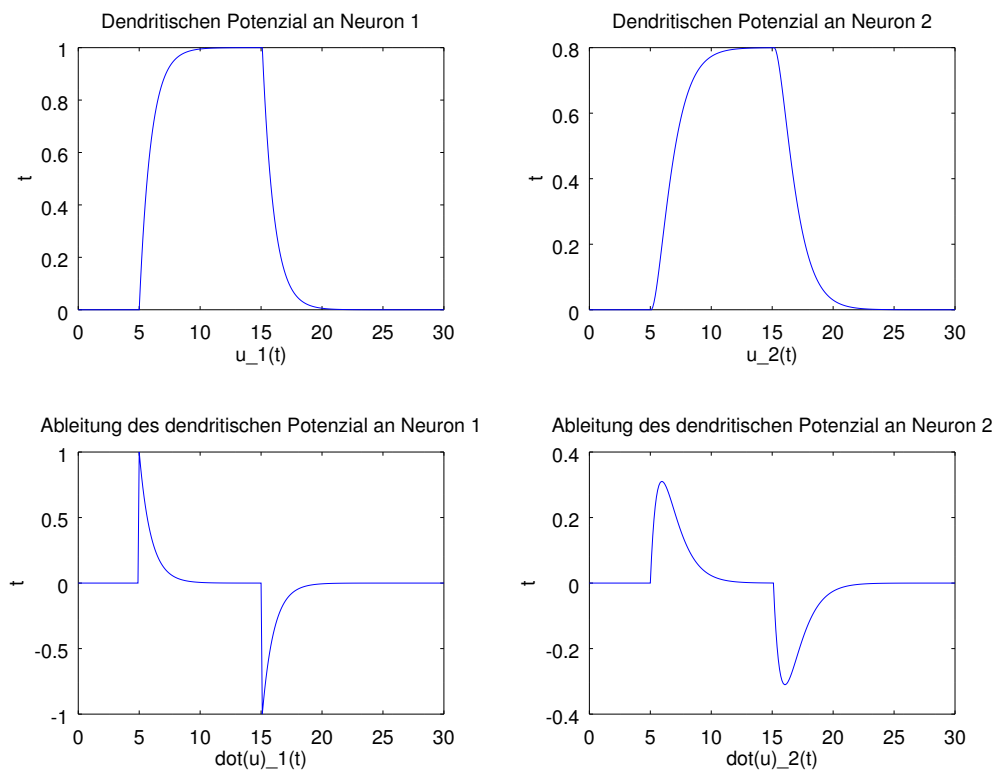 Dendritischen Potenzial an Neuron 1
1
0.8
0.6
0.4
0.2
0
t
0 5 10 15 20 25 30
u_1(t)
Dendritischen Potenzial an Neuron 2
0.8
0.6
0.4
0.2
0
t
0 5 10 15 20 25 30
u_2(t)
Ableitung des dendritischen Potenzial an Neuron 1
1
0.5
0
-0.5
-1
t
0 5 10 15 20 25 30
dot(u)_1(t)
Ableitung des dendritischen Potenzial an Neuron 2
0.4
0.2
0
-0.2
-0.4
t
0 5 10 15 20 25 30
dot(u)_2(t)